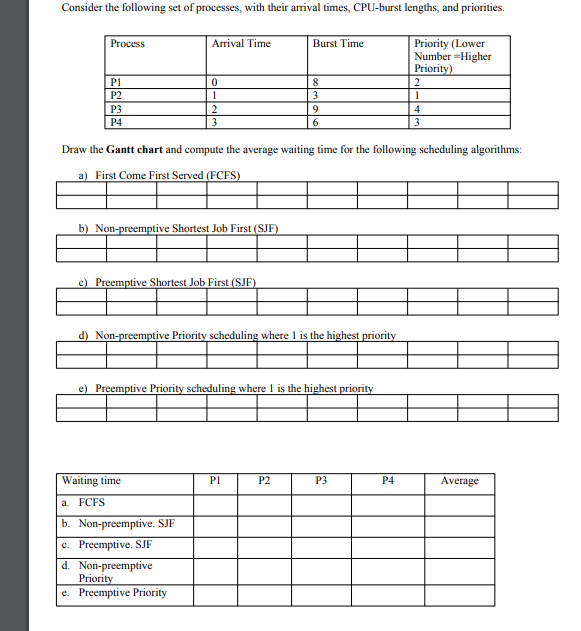 Consider the following set of processes, with their arrival times, CPU-burst lengths, and priorities.
Process Arrival Time Burst Time Priority (Lower
Number =Higher
Priority)
P1 0 8 2
P2 1 3 1
P3 2 9 4
P4 3 6 3
Draw the Gantt chart and compute the average waiting time for the following scheduling algorithms:
a) First Come First Served (FCFS)
b) Non-preemptive Shortest Job First (SJF)
c) Preemptive Shortest Job First (SJF)
d) Non-preemptive Priority scheduling where 1 is the highest priority
e) Preemptive Priority scheduling where 1 is the highest priority
Waiting time P1 P2 P3 P4 Average
a. FCFS
b. Non-preemptive. SJF
c. Preemptive. SJF
d. Non-preemptive
Priority
e. Preemptive Priority